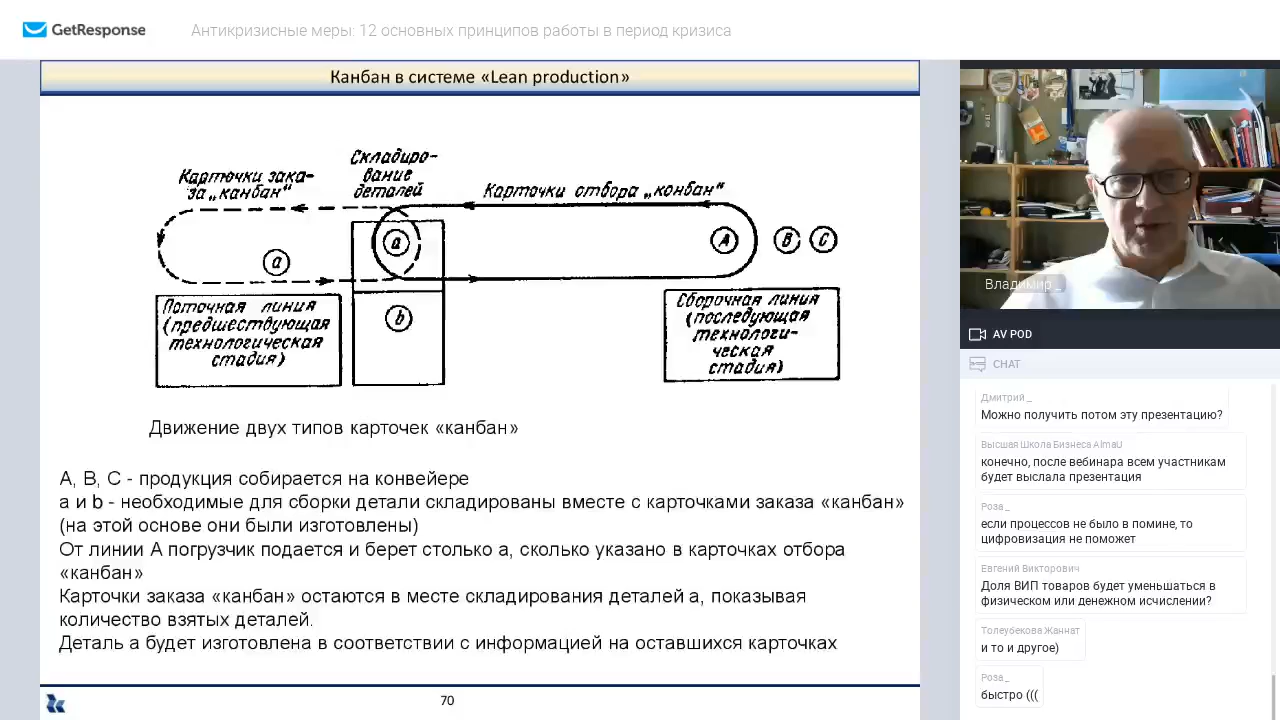 GetResponse
Антикризисные меры: 12 основных принципов работы в период кризиса
Канбан в системе «Lean production»
Карточки зака-
за „канбан"
Складиро-
вание
деталей
Карточки отбора „конбан"
a
a
A
B
C
b
Поточная линия
(предшествующая
технологическая
стадия)
Сборочная линия
(последующая
технологи-
ческая
стадия)
Движение двух типов карточек «канбан»
А, В, С - продукция собирается на конвейере
a и b - необходимые для сборки детали складированы вместе с карточками заказа «канбан»
(на этой основе они были изготовлены)
От линии А погрузчик подается и берет столько а, сколько указано в карточках отбора
«канбан»
Карточки заказа «канбан» остаются в месте складирования деталей а, показывая
количество взятых деталей.
Деталь а будет изготовлена в соответствии с информацией на оставшихся карточках
70
Владимир _
AV POD
CHAT
Дмитрий _
Можно получить потом эту презентацию?
Высшая Школа Бизнеса AlmaU
конечно, после вебинара всем участникам
будет выслала презентация
Роза _
если процессов не было в помине, то
цифровизация не поможет
Евгений Викторович
Доля ВИП товаров будет уменьшаться в
физическом или денежном исчислении?
Толеубекова Жаннат
и то и другое)
Роза _
быстро (((